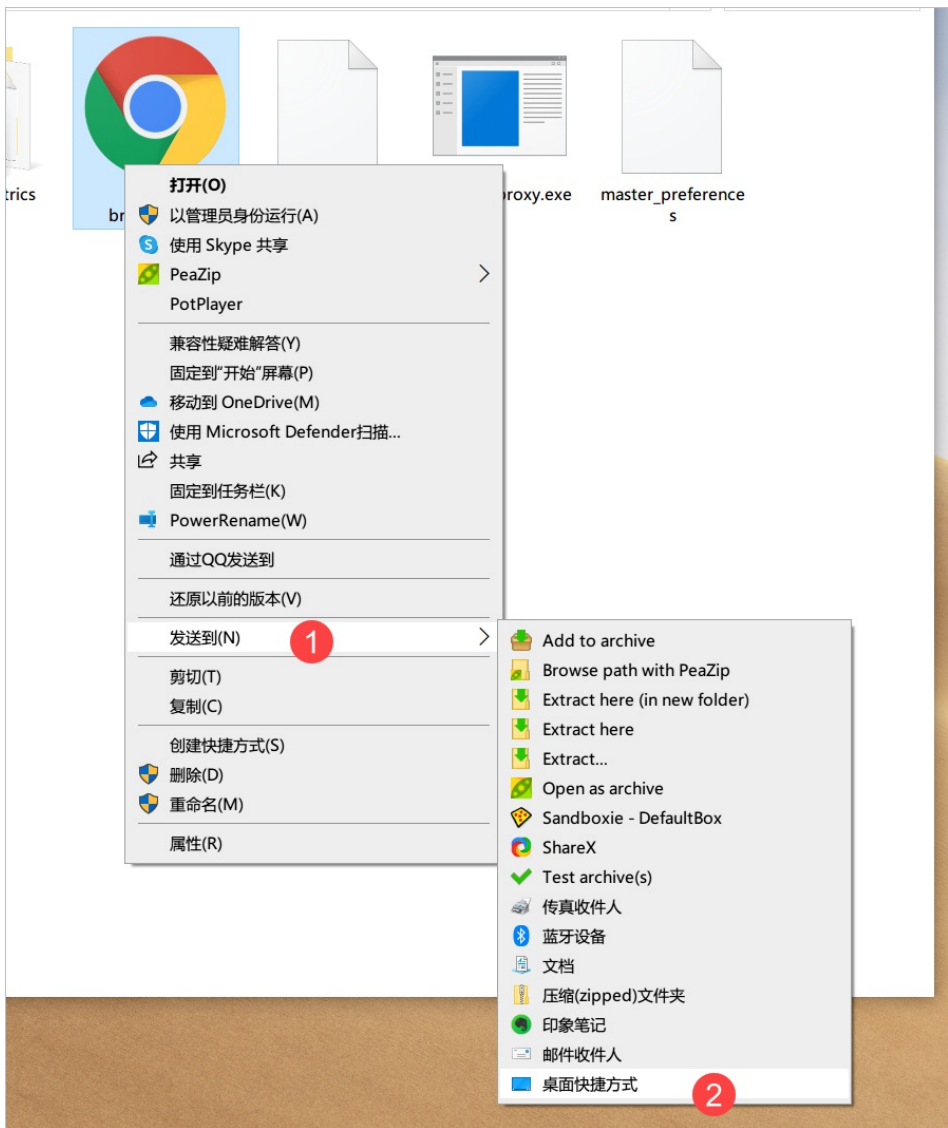 trics
br
proxy.exe
master_preference
s
打开(O)
以管理员身份运行(A)
使用 Skype 共享
PeaZip
PotPlayer
兼容性疑难解答(Y)
固定到"开始"屏幕(P)
移动到 OneDrive(M)
使用 Microsoft Defender扫描...
共享
固定到任务栏(K)
PowerRename(W)
通过QQ发送到
还原以前的版本(V)
发送到(N)
1
剪切(T)
复制(C)
创建快捷方式(S)
删除(D)
重命名(M)
属性(R)
Add to archive
Browse path with PeaZip
Extract here (in new folder)
Extract here
Extract...
Open as archive
Sandboxie - DefaultBox
ShareX
Test archive(s)
传真收件人
蓝牙设备
文档
压缩(zipped)文件夹
印象笔记
邮件收件人
桌面快捷方式
2